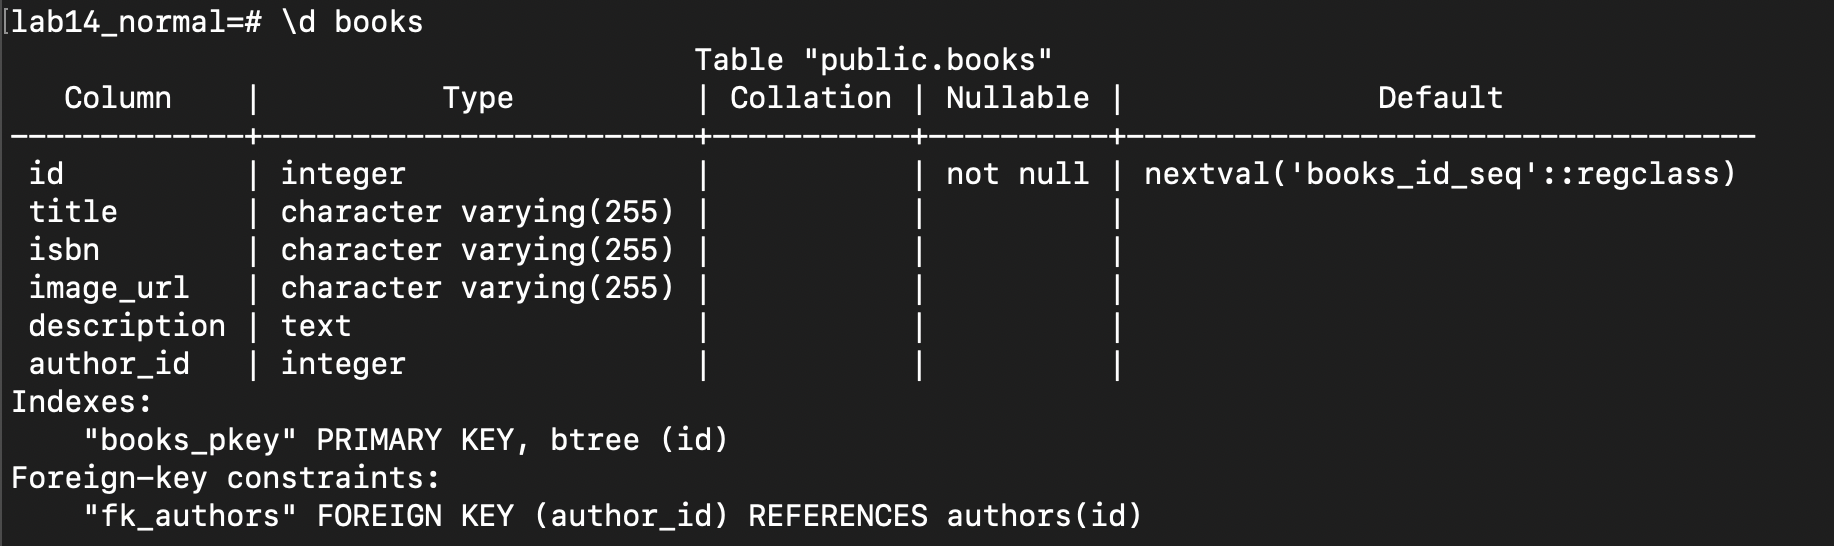 [lab14_normal=# \d books
                                      Table "public.books"
   Column    |          Type          | Collation | Nullable |              Default
-------------+------------------------+-----------+----------+-----------------------------------
 id          | integer                |           | not null | nextval('books_id_seq'::regclass)
 title       | character varying(255) |           |          |
 isbn        | character varying(255) |           |          |
 image_url   | character varying(255) |           |          |
 description | text                   |           |          |
 author_id   | integer                |           |          |
Indexes:
    "books_pkey" PRIMARY KEY, btree (id)
Foreign-key constraints:
    "fk_authors" FOREIGN KEY (author_id) REFERENCES authors(id)